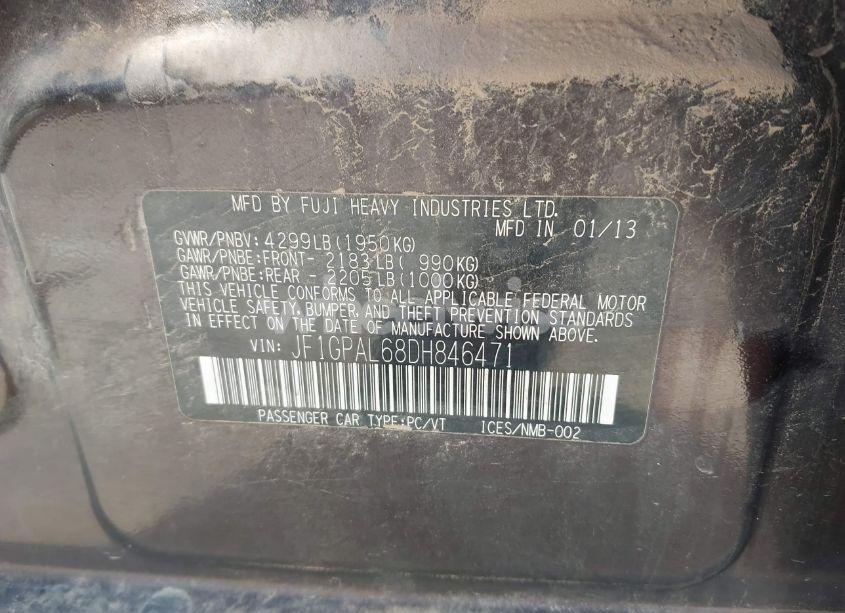 MFD BY FUJI HEAVY INDUSTRIES LTD.
MFD IN 01/13
GVWR/PNBV: 4299LB(1950KG)
GAWR/PNBE:FRONT- 2183LB( 990KG)
GAWR/PNBE:REAR - 2205LB(1000KG)
THIS VEHICLE CONFORMS TO ALL APPLICABLE FEDERAL MOTOR
VEHICLE SAFETY, BUMPER, AND THEFT PREVENTION STANDARDS
IN EFFECT ON THE DATE OF MANUFACTURE SHOWN ABOVE.
VIN: JF1GPAL68DH846471
PASSENGER CAR TYPE:PC/VT ICES/NMB-002